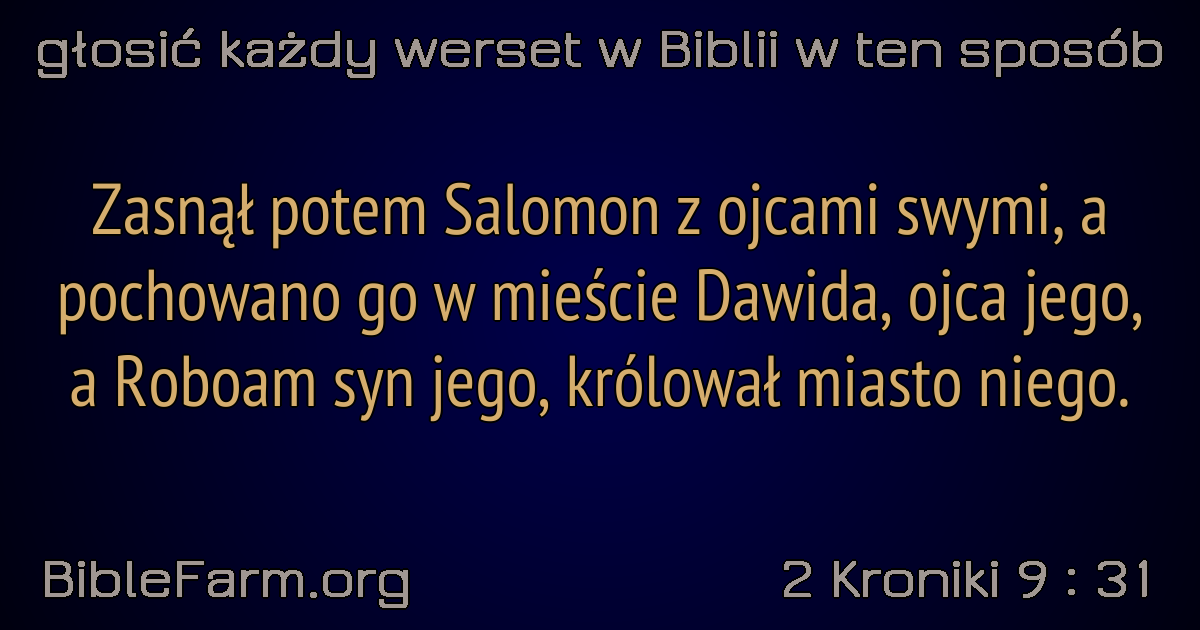 głosić każdy werset w Biblii w ten sposób
Zasnął potem Salomon z ojcami swymi, a
pochowano go w mieście Dawida, ojca jego,
a Roboam syn jego, królował miasto niego.
BibleFarm.org
2 Kroniki 9 : 31